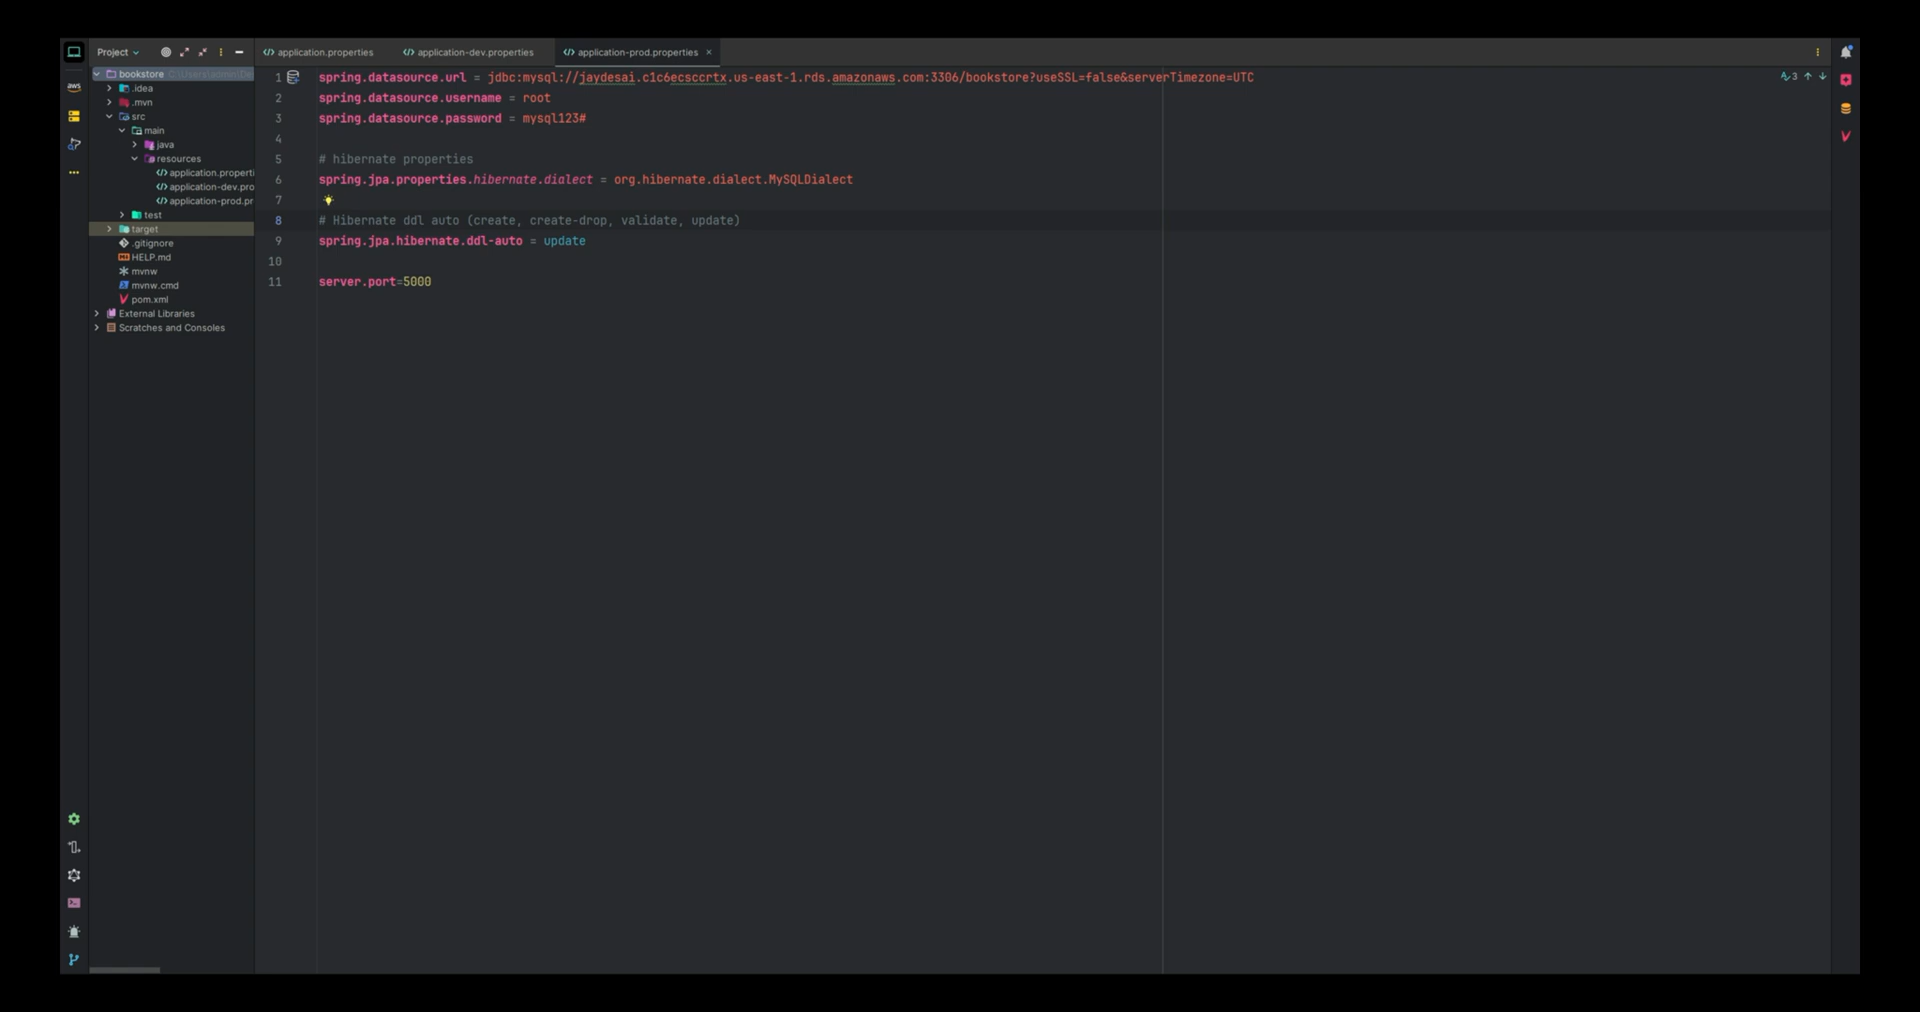 Project
application.properties
application-dev.properties
application-prod.properties
bookstore
.idea
.mvn
src
main
java
resources
application.properti
application-dev.pro
application-prod.pr
test
target
.gitignore
HELP.md
mvnw
mvnw.cmd
pom.xml
External Libraries
Scratches and Consoles
aws
1 spring.datasource.url = jdbc:mysql://jaydesai.c1c6ecsccrtx.us-east-1.rds.amazonaws.com:3306/bookstore?useSSL=false&serverTimezone=UTC
2 spring.datasource.username = root
3 spring.datasource.password = mysql123#
4
5 # hibernate properties
6 spring.jpa.properties.hibernate.dialect = org.hibernate.dialect.MySQLDialect
7
8 # Hibernate ddl auto (create, create-drop, validate, update)
9 spring.jpa.hibernate.ddl-auto = update
10
11 server.port=5000
3